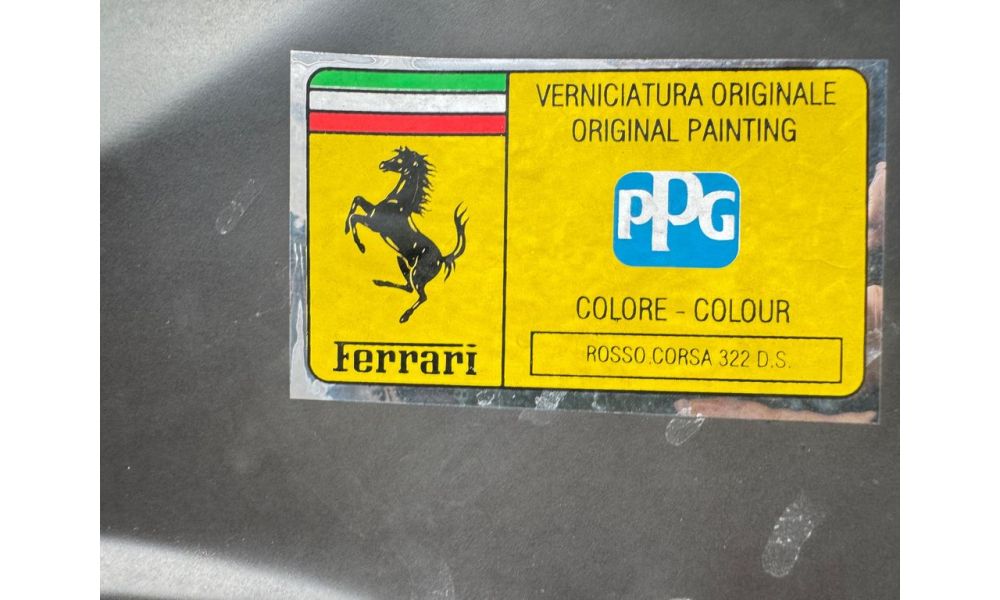 Ferrari
VERNICIATURA ORIGINALE
ORIGINAL PAINTING
PPG
COLORE - COLOUR
ROSSO.CORSA 322 D.S.